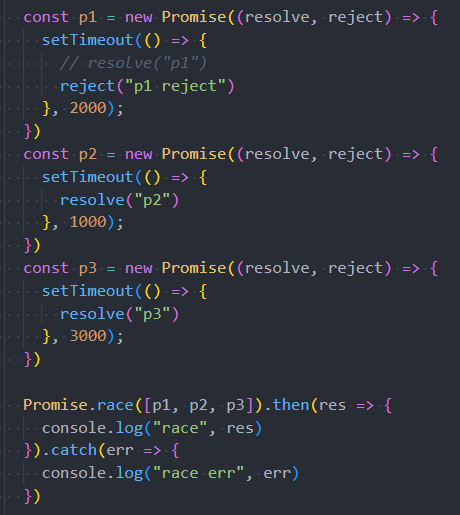 const p1 = new Promise((resolve, reject) => {
  setTimeout(() => {
    // resolve("p1")
    reject("p1 reject")
  }, 2000);
})
const p2 = new Promise((resolve, reject) => {
  setTimeout(() => {
    resolve("p2")
  }, 1000);
})
const p3 = new Promise((resolve, reject) => {
  setTimeout(() => {
    resolve("p3")
  }, 3000);
})

Promise.race([p1, p2, p3]).then(res => {
  console.log("race", res)
}).catch(err => {
  console.log("race err", err)
})